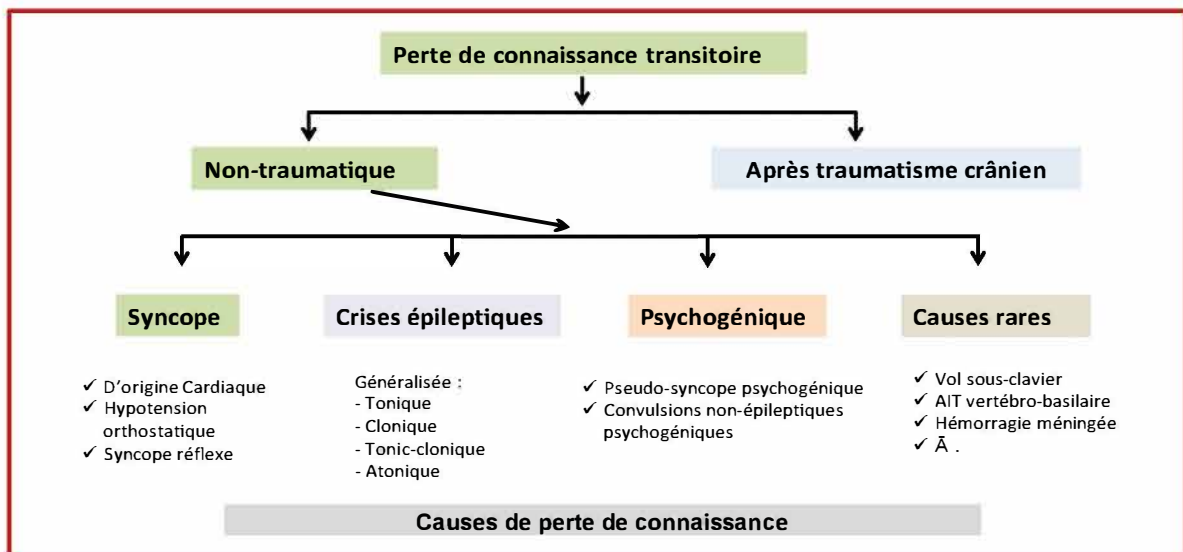 Perte de connaissance transitoire
Non-traumatique
Après traumatisme crânien
Syncope
Crises épileptiques
Psychogénique
Causes rares
✓ D'origine Cardiaque
✓ Hypotension
orthostatique
✓ Syncope réflexe
Généralisée :
- Tonique
- Clonique
- Tonic-clonique
- Atonique
✓ Pseudo-syncope psychogénique
✓ Convulsions non-épileptiques
psychogéniques
✓ Vol sous-clavier
✓ AIT vertébro-basilaire
✓ Hémorragie méningée
✓ Ā .
Causes de perte de connaissance